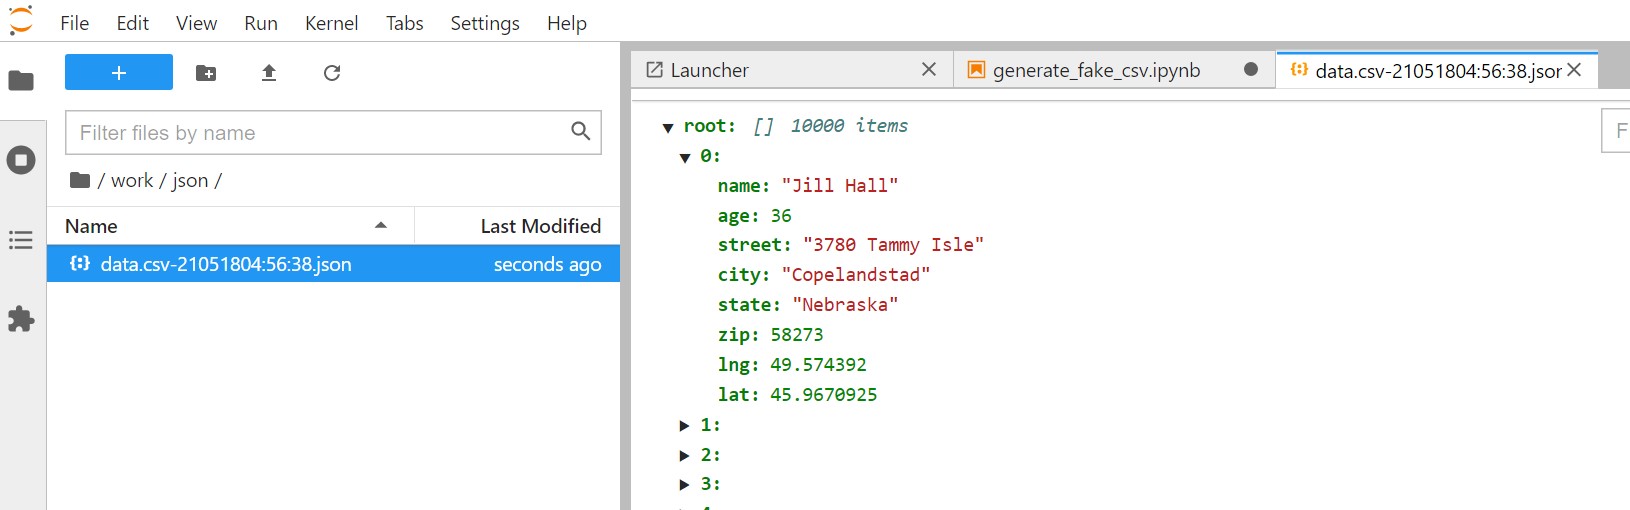 File Edit View Run Kernel Tabs Settings Help
Filter files by name
/ work / json /
Name Last Modified
data.csv-21051804:56:38.json seconds ago
Launcher generate_fake_csv.ipynb data.csv-21051804:56:38.jsor
F
root: [] 10000 items
0:
name: "Jill Hall"
age: 36
street: "3780 Tammy Isle"
city: "Copelandstad"
state: "Nebraska"
zip: 58273
lng: 49.574392
lat: 45.9670925
1:
2:
3: